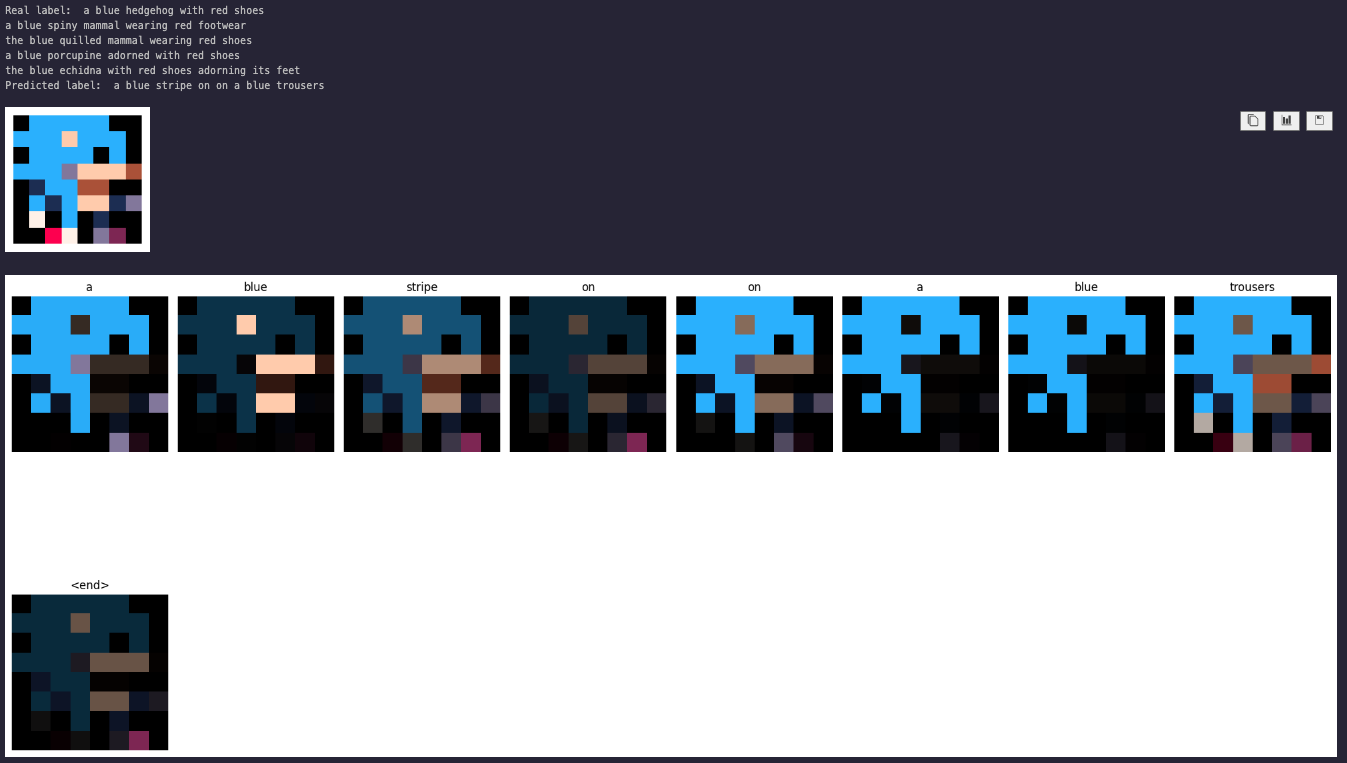 Real label:  a blue hedgehog with red shoes
a blue spiny mammal wearing red footwear
the blue quilled mammal wearing red shoes
a blue porcupine adorned with red shoes
the blue echidna with red shoes adorning its feet
Predicted label:  a blue stripe on on a blue trousers
a blue stripe on on a blue trousers
<end>